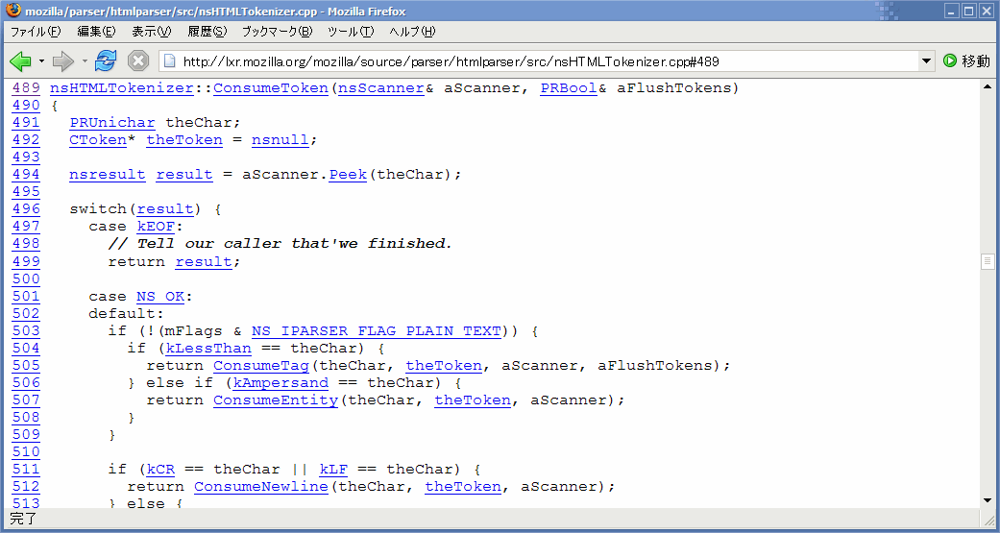 mozilla/parser/htmlparser/src/nsHTMLTokenizer.cpp - Mozilla Firefox
ファイル(F) 編集(E) 表示(V) 履歴(S) ブックマーク(B) ツール(T) ヘルプ(H)
http://lxr.mozilla.org/mozilla/source/parser/htmlparser/src/nsHTMLTokenizer.cpp#489 移動
489 nsHTMLTokenizer::ConsumeToken(nsScanner& aScanner, PRBool& aFlushTokens)
490 {
491   PRUnichar theChar;
492   CToken* theToken = nsnull;
493
494   nsresult result = aScanner.Peek(theChar);
495
496   switch(result) {
497     case kEOF:
498       // Tell our caller that'we finished.
499       return result;
500
501     case NS_OK:
502     default:
503       if (!(mFlags & NS_IPARSER_FLAG_PLAIN_TEXT)) {
504         if (kLessThan == theChar) {
505           return ConsumeTag(theChar, theToken, aScanner, aFlushTokens);
506         } else if (kAmpersand == theChar) {
507           return ConsumeEntity(theChar, theToken, aScanner);
508         }
509       }
510
511       if (kCR == theChar || kLF == theChar) {
512         return ConsumeNewline(theChar, theToken, aScanner);
513       } else {
完了